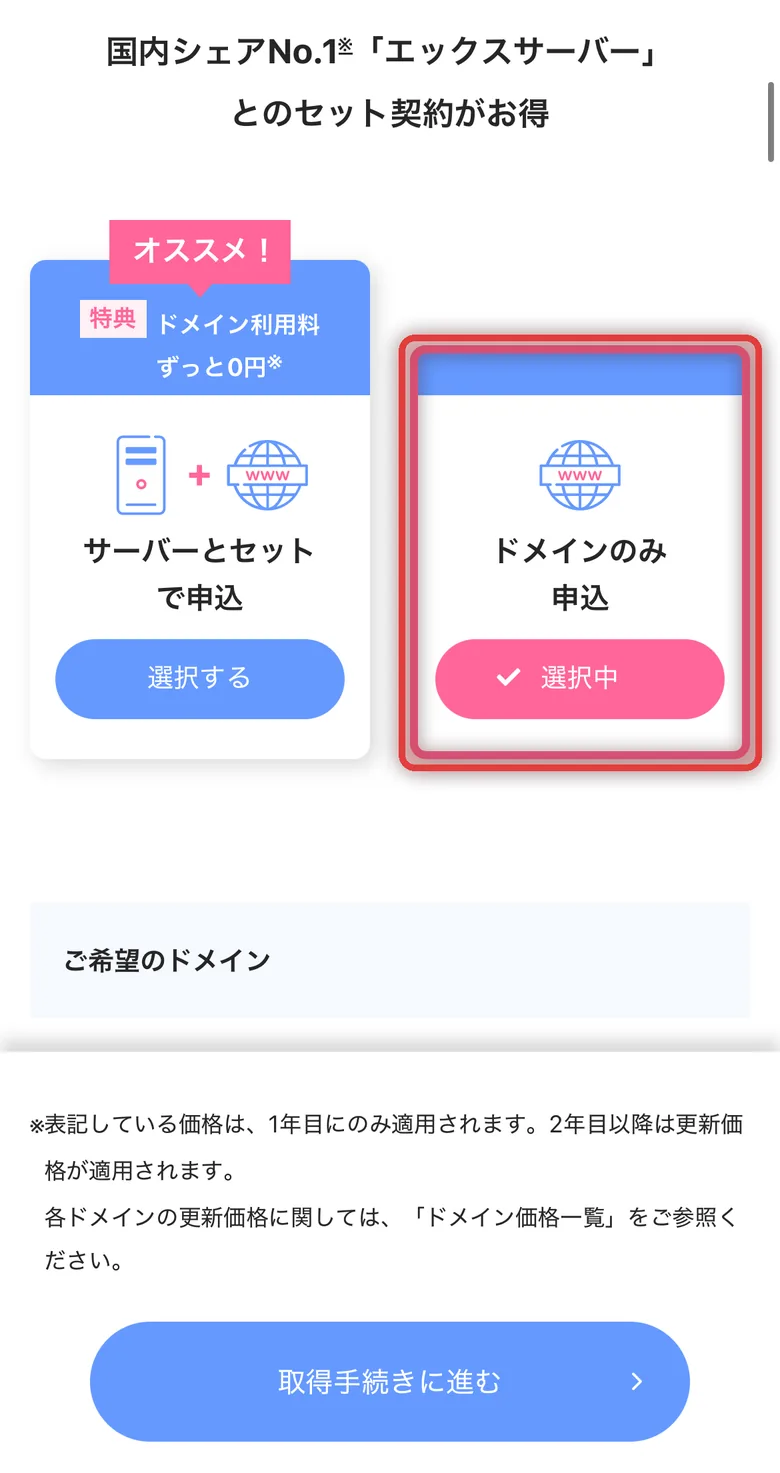 国内シェアNo.1※「エックスサーバー」
とのセット契約がお得
オススメ！
特典 ドメイン利用料
ずっと0円※
WWW
サーバーとセット
で申込
選択する
WWW
ドメインのみ
申込
選択中
ご希望のドメイン
※表記している価格は、1年目にのみ適用されます。2年目以降は更新価
格が適用されます。
各ドメインの更新価格に関しては、「ドメイン価格一覧」をご参照く
ださい。
取得手続きに進む